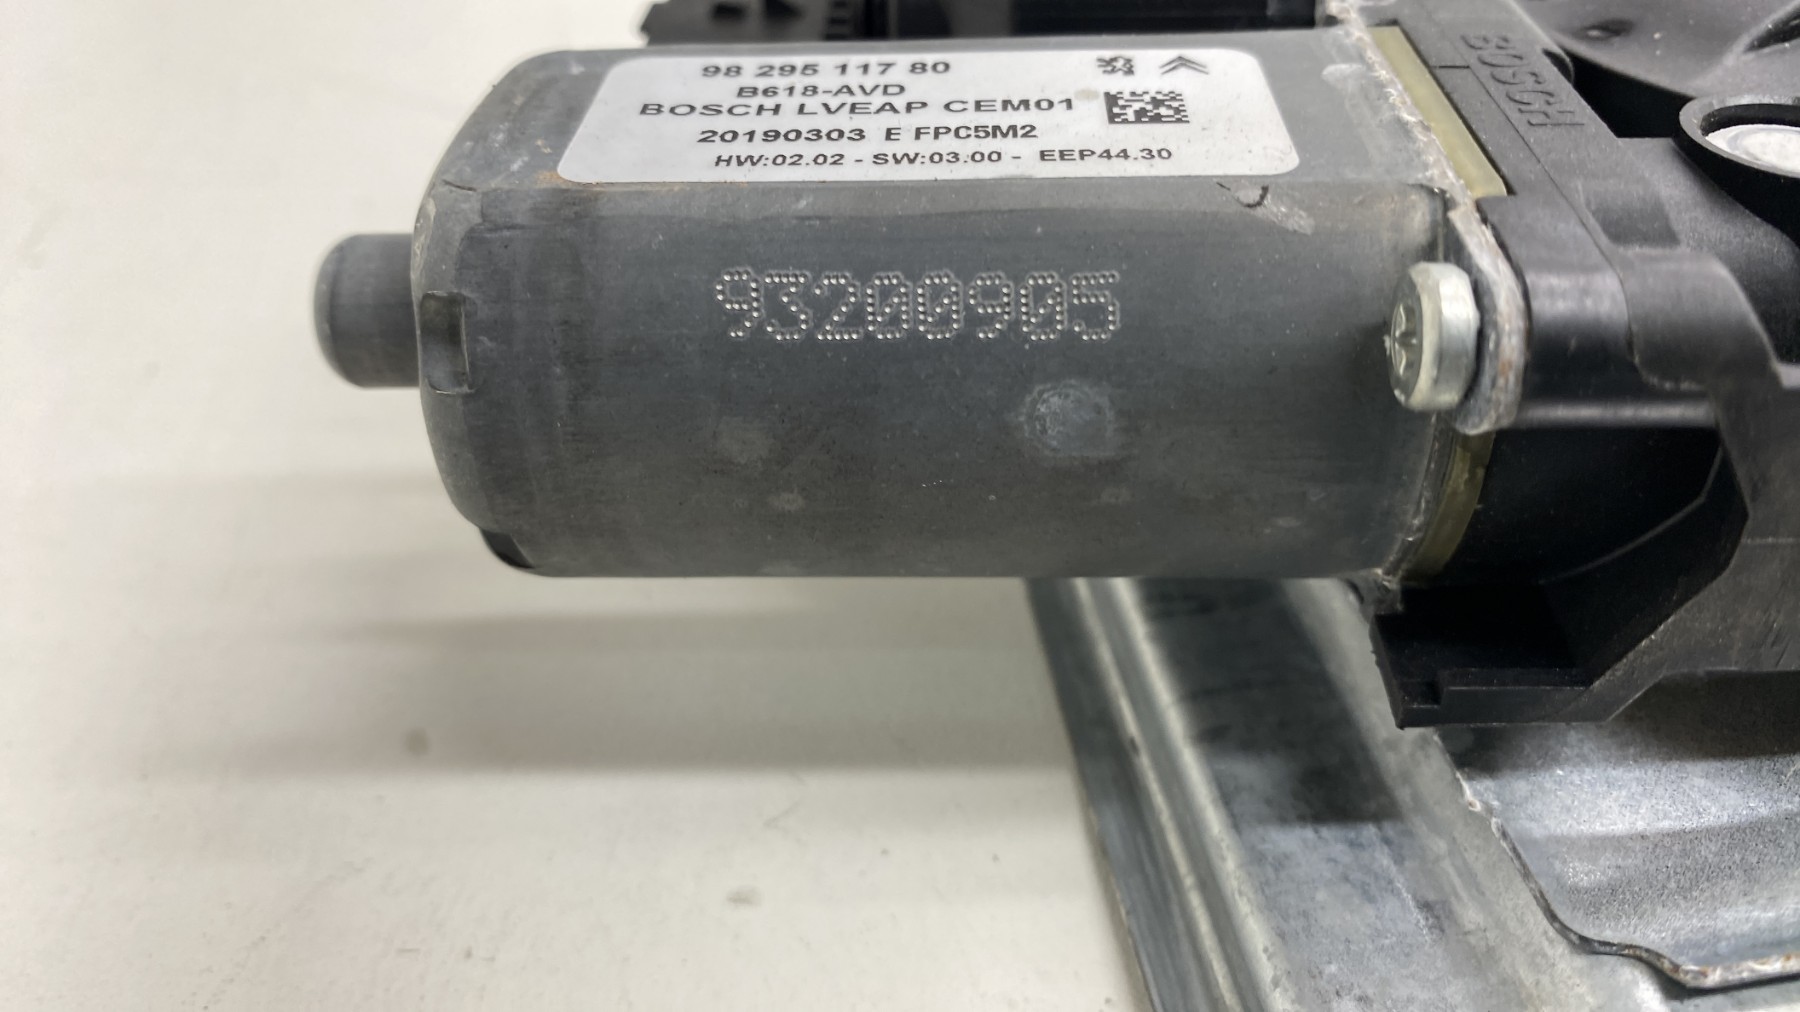 98 295 117 80
B618-AVD
BOSCH LVEAP CEM01
20190303 E FPC5M2
HW:02.02 - SW:03.00 - EEP44.30
BOSCH
93200905